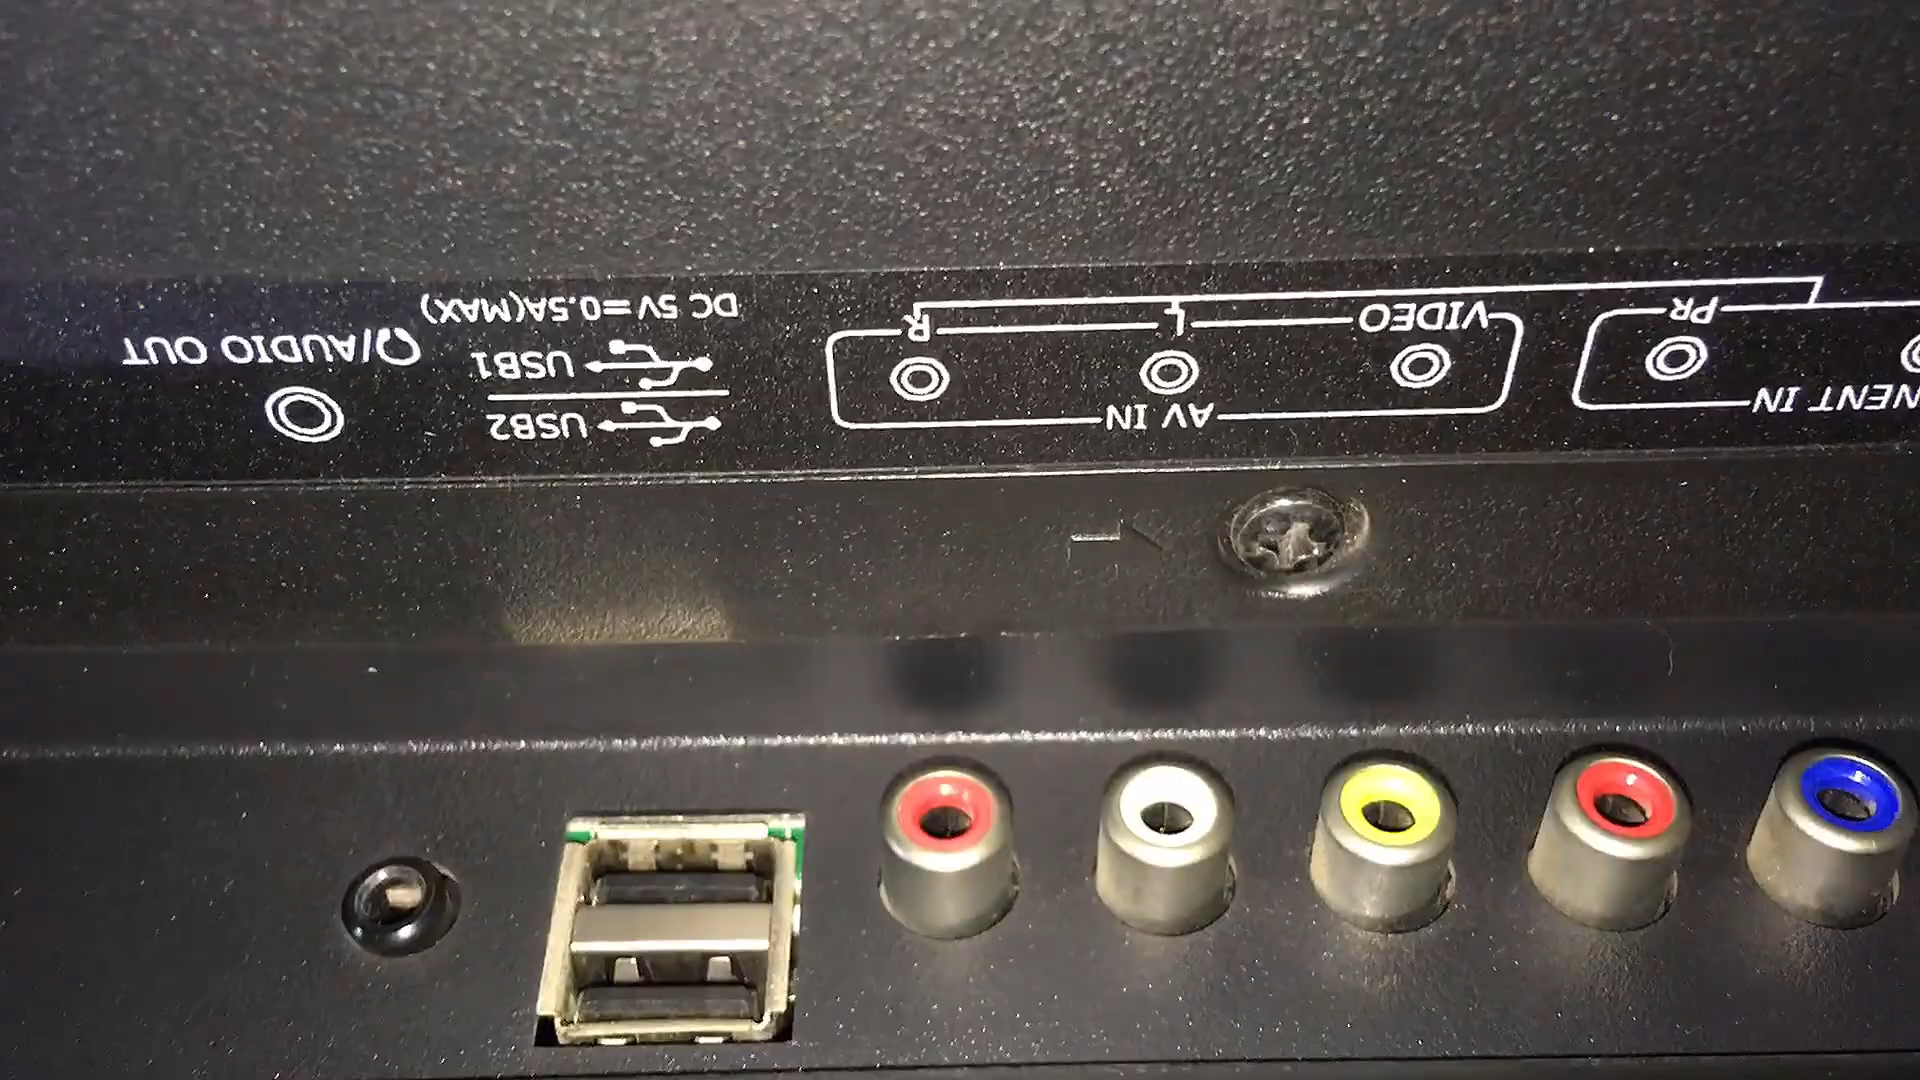 Ω/AUDIO OUT
DC 5V⎓0.5A(MAX)
USB1
USB2
R
L
VIDEO
AV IN
PR
NENT IN